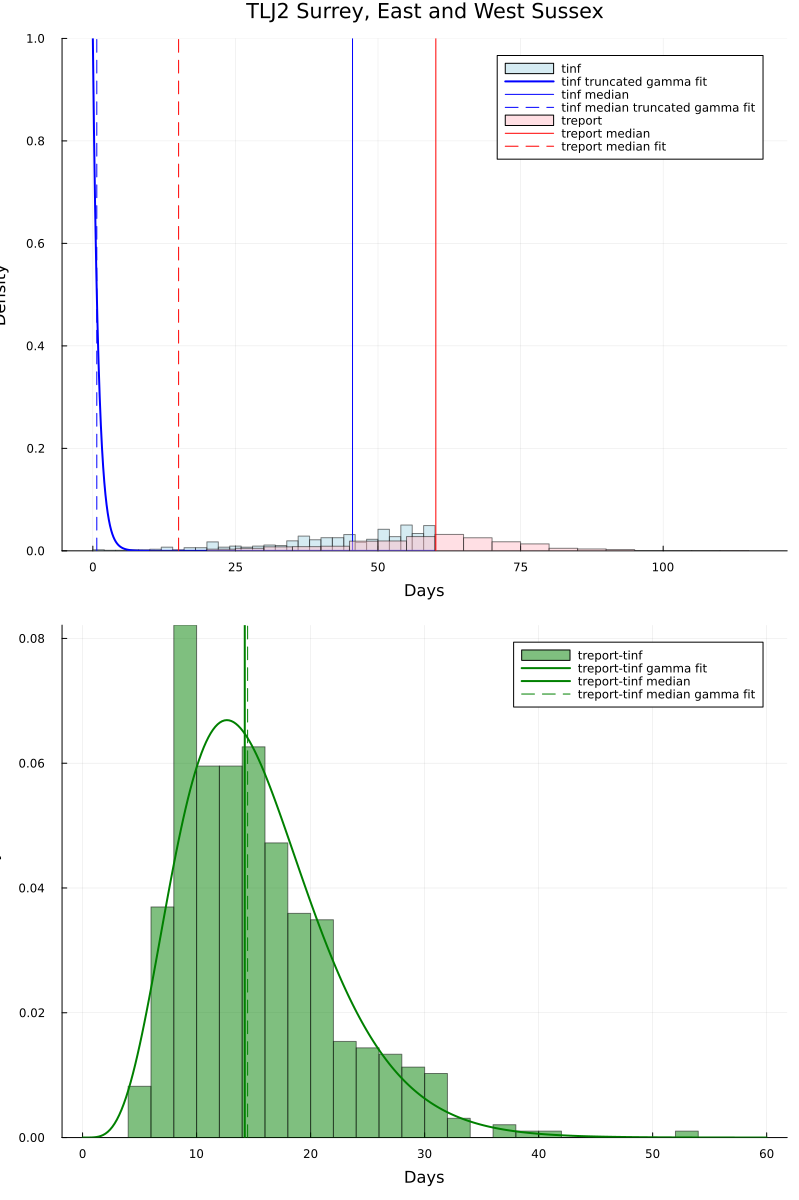 TLJ2 Surrey, East and West Sussex
1.0
0.8
0.6
0.4
0.2
0.0
Density
tinf
tinf truncated gamma fit
tinf median
tinf median truncated gamma fit
treport
treport median
treport median fit
0 25 50 75 100
Days
0.08
0.06
0.04
0.02
0.00
treport-tinf
treport-tinf gamma fit
treport-tinf median
treport-tinf median gamma fit
0 10 20 30 40 50 60
Days